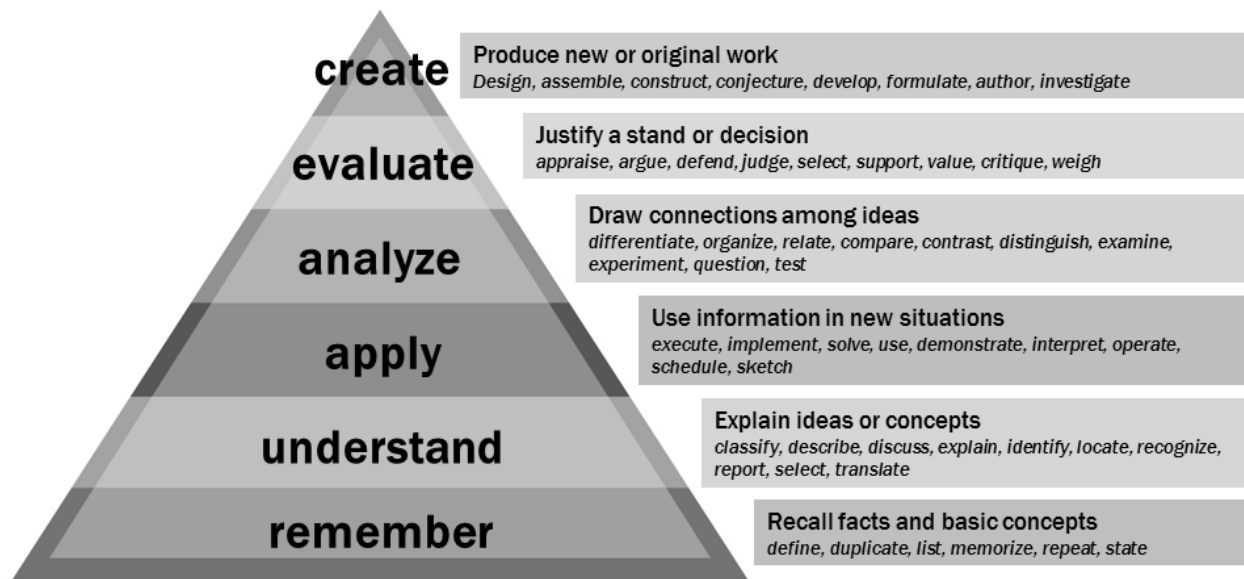 create
Produce new or original work
Design, assemble, construct, conjecture, develop, formulate, author, investigate
evaluate
Justify a stand or decision
appraise, argue, defend, judge, select, support, value, critique, weigh
analyze
Draw connections among ideas
differentiate, organize, relate, compare, contrast, distinguish, examine,
experiment, question, test
apply
Use information in new situations
execute, implement, solve, use, demonstrate, interpret, operate,
schedule, sketch
understand
Explain ideas or concepts
classify, describe, discuss, explain, identify, locate, recognize,
report, select, translate
remember
Recall facts and basic concepts
define, duplicate, list, memorize, repeat, state